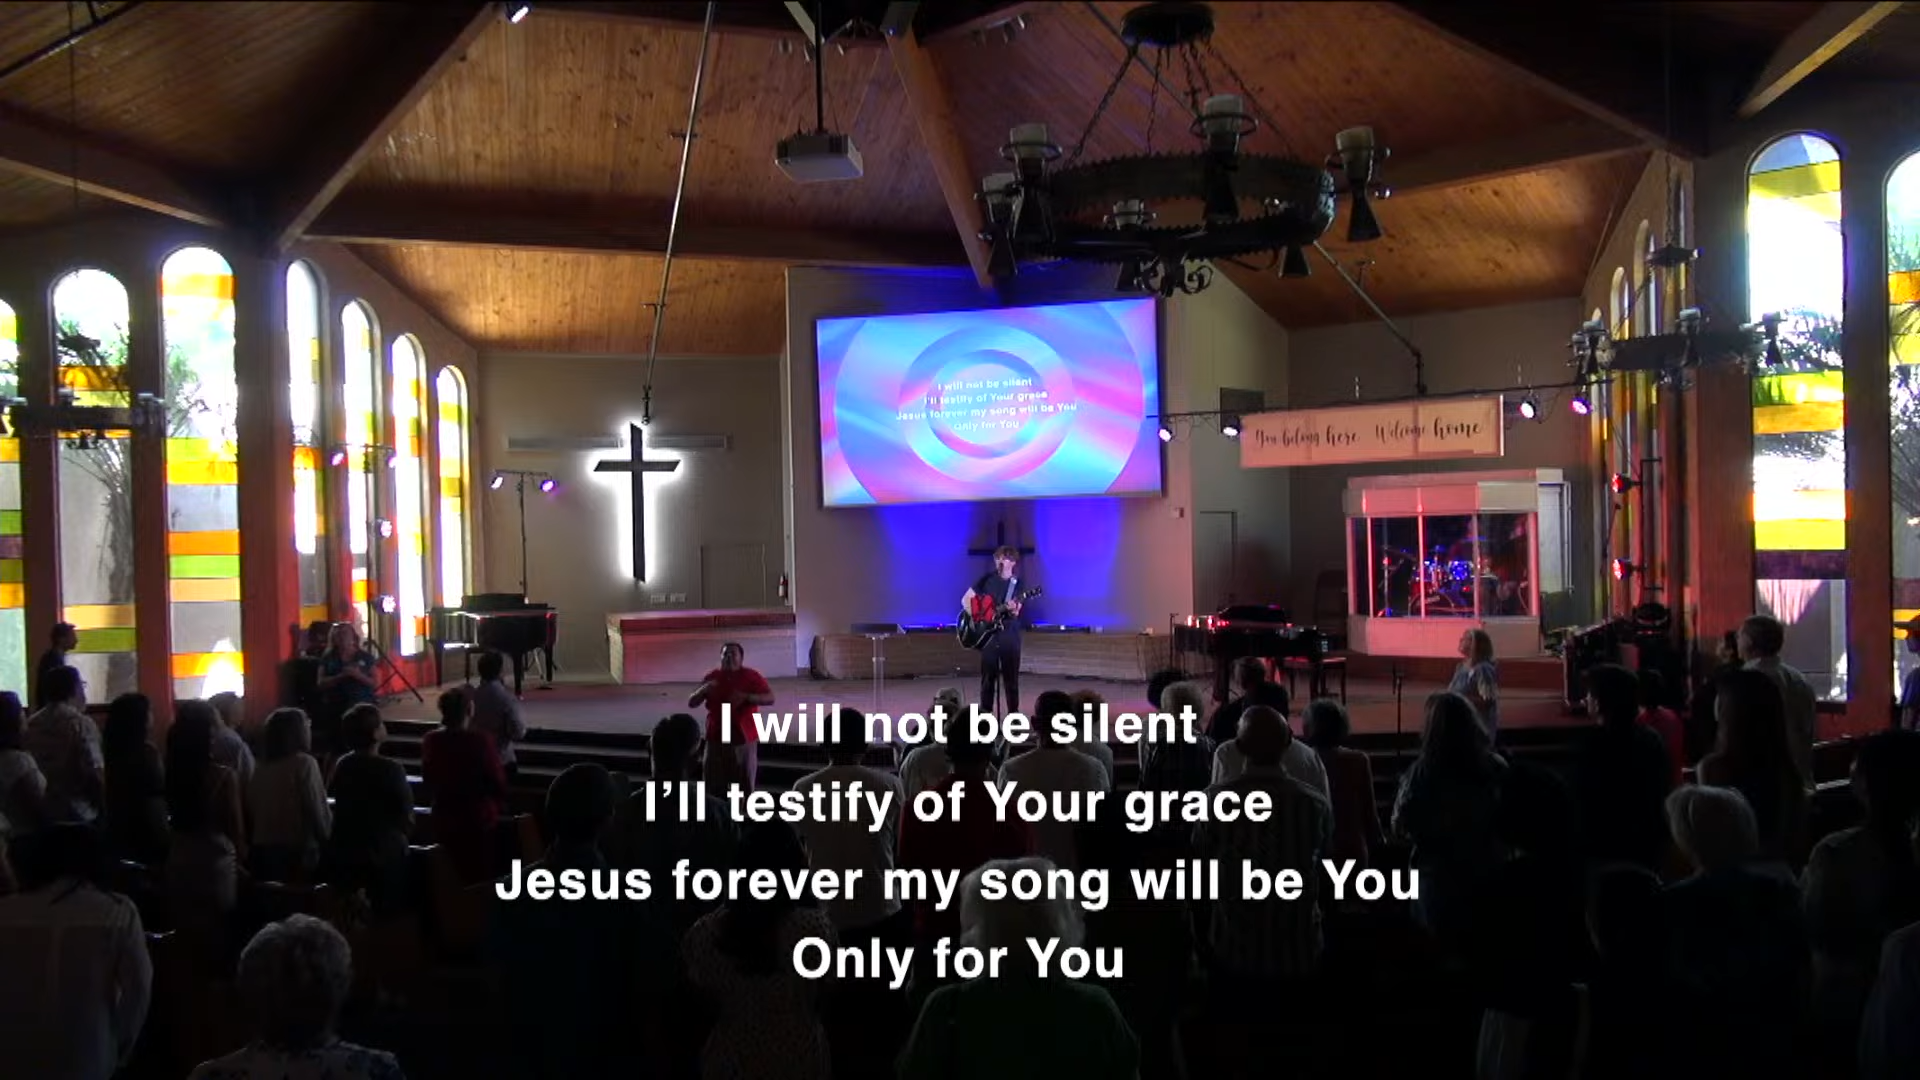 I will not be silent
I'll testify of Your grace
Jesus forever my song will be You
Only for You
You belong here Welcome home
I will not be silent
I’ll testify of Your grace
Jesus forever my song will be You
Only for You